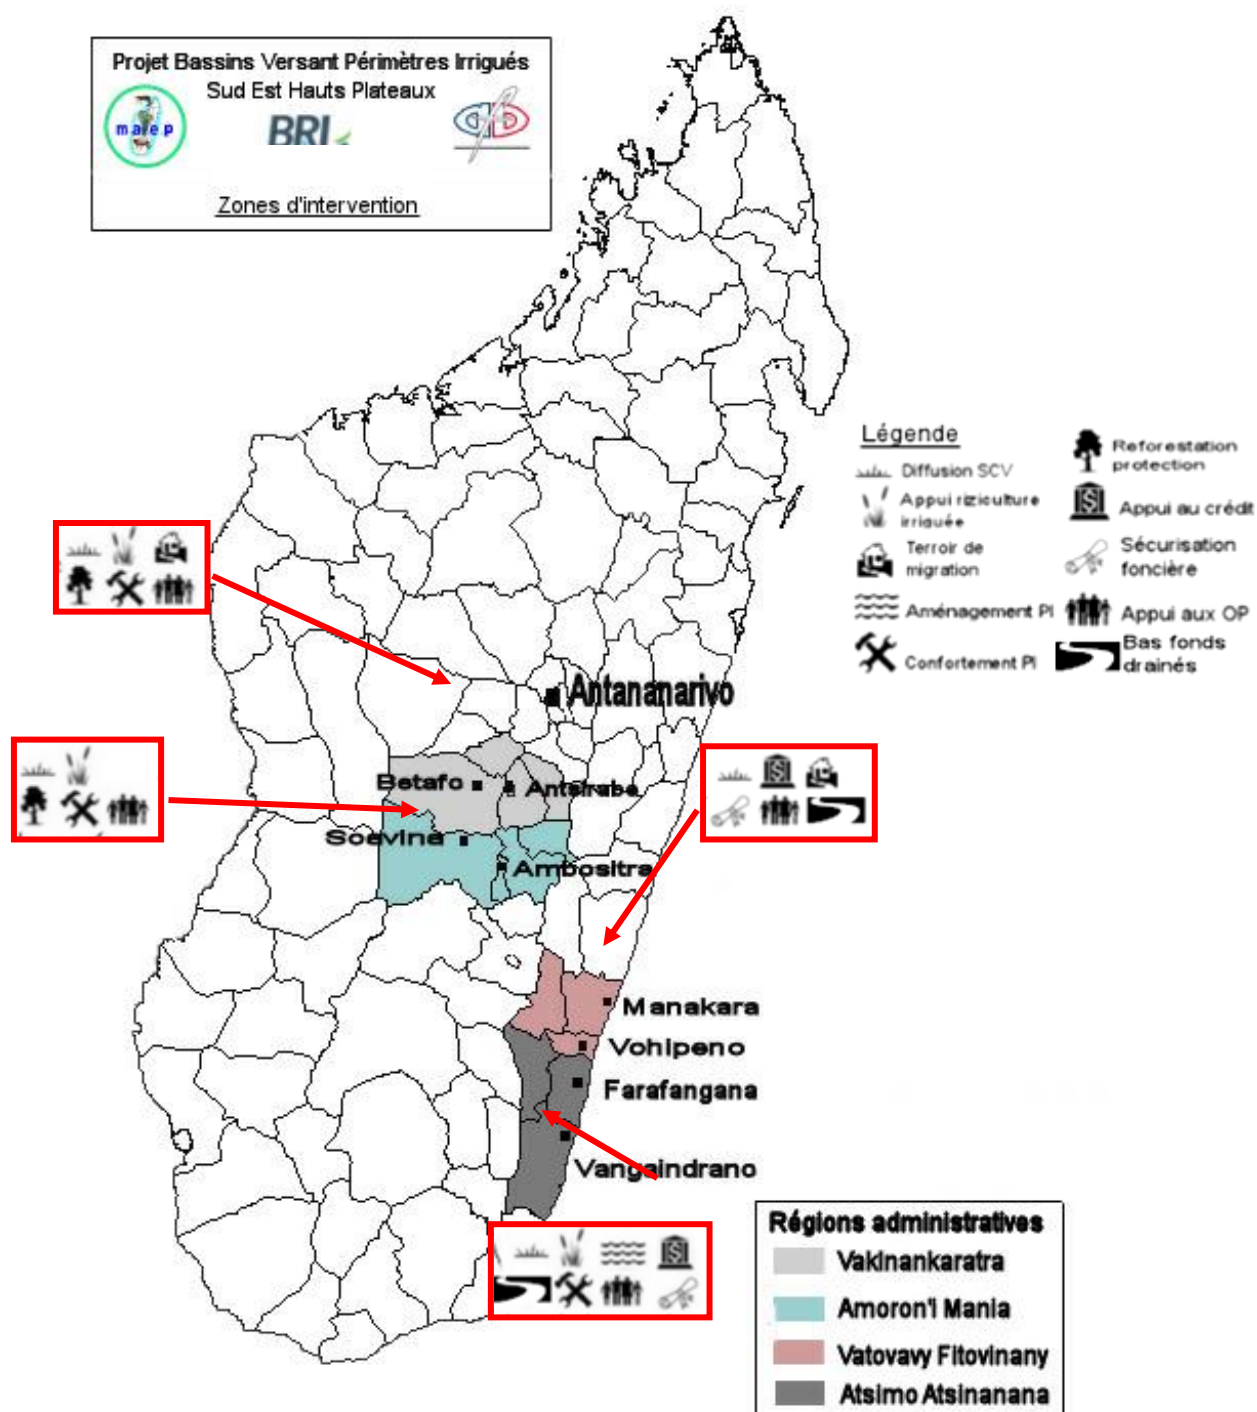 Projet Bassins Versant Périmètres Irrigués
Sud Est Hauts Plateaux
maep
BRL
Zones d'intervention
Légende
Diffusion SCV
Appui riziculture
irriguée
Terroir de
migration
Aménagement PI
Confortement PI
Reforestation
protection
Appui au crédit
Sécurisation
foncière
Appui aux OP
Bas fonds
drainés
Antananarivo
Betafo
Antsirabe
Soavina
Ambositra
Manakara
Vohipeno
Farafangana
Vangaindrano
Régions administratives
Vakinankaratra
Amoron'i Mania
Vatovavy Fitovinany
Atsimo Atsinanana